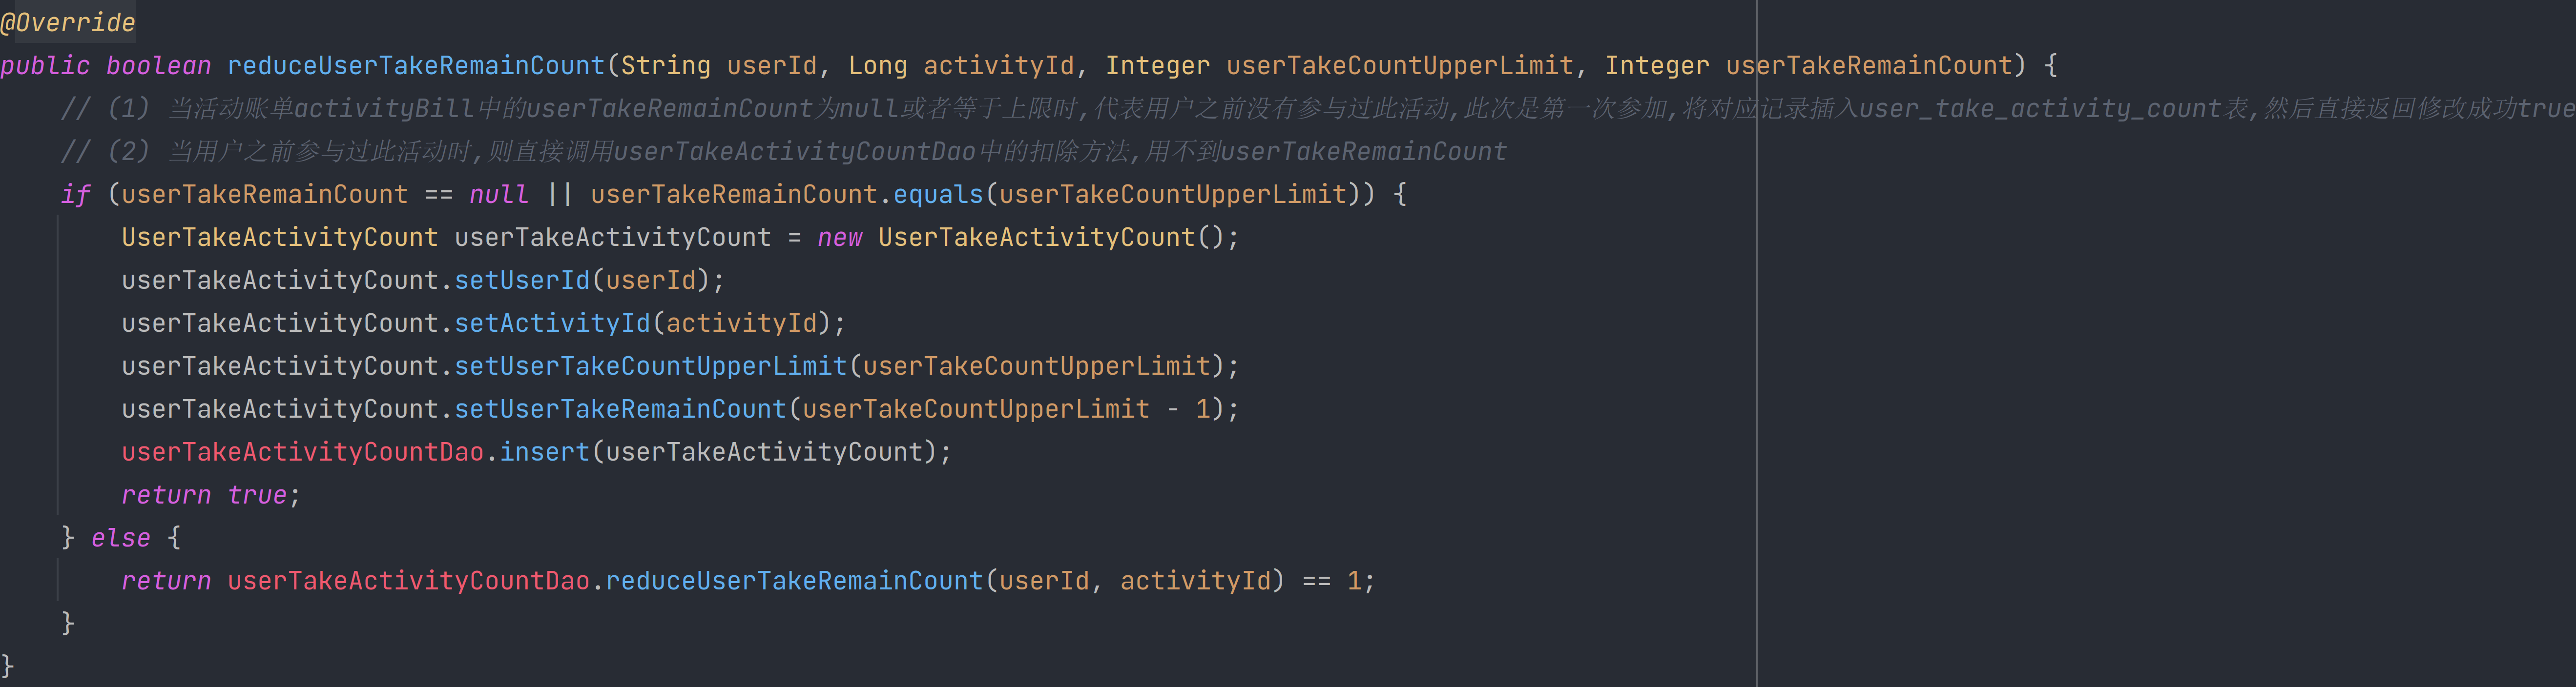 @Override
public boolean reduceUserTakeRemainCount(String userId, Long activityId, Integer userTakeCountUpperLimit, Integer userTakeRemainCount) {
    // (1) 当活动账单activityBill中的userTakeRemainCount为null或者等于上限时,代表用户之前没有参与过此活动,此次是第一次参加,将对应记录插入user_take_activity_count表,然后直接返回修改成功true
    // (2) 当用户之前参与过此活动时,则直接调用userTakeActivityCountDao中的扣除方法,用不到userTakeRemainCount
    if (userTakeRemainCount == null || userTakeRemainCount.equals(userTakeCountUpperLimit)) {
        UserTakeActivityCount userTakeActivityCount = new UserTakeActivityCount();
        userTakeActivityCount.setUserId(userId);
        userTakeActivityCount.setActivityId(activityId);
        userTakeActivityCount.setUserTakeCountUpperLimit(userTakeCountUpperLimit);
        userTakeActivityCount.setUserTakeRemainCount(userTakeCountUpperLimit - 1);
        userTakeActivityCountDao.insert(userTakeActivityCount);
        return true;
    } else {
        return userTakeActivityCountDao.reduceUserTakeRemainCount(userId, activityId) == 1;
    }
}